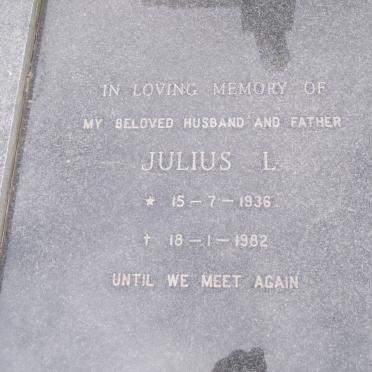 IN LOVING MEMORY OF
MY BELOVED HUSBAND AND FATHER
JULIUS L
★ 15-7-1936
† 18-1-1982
UNTIL WE MEET AGAIN